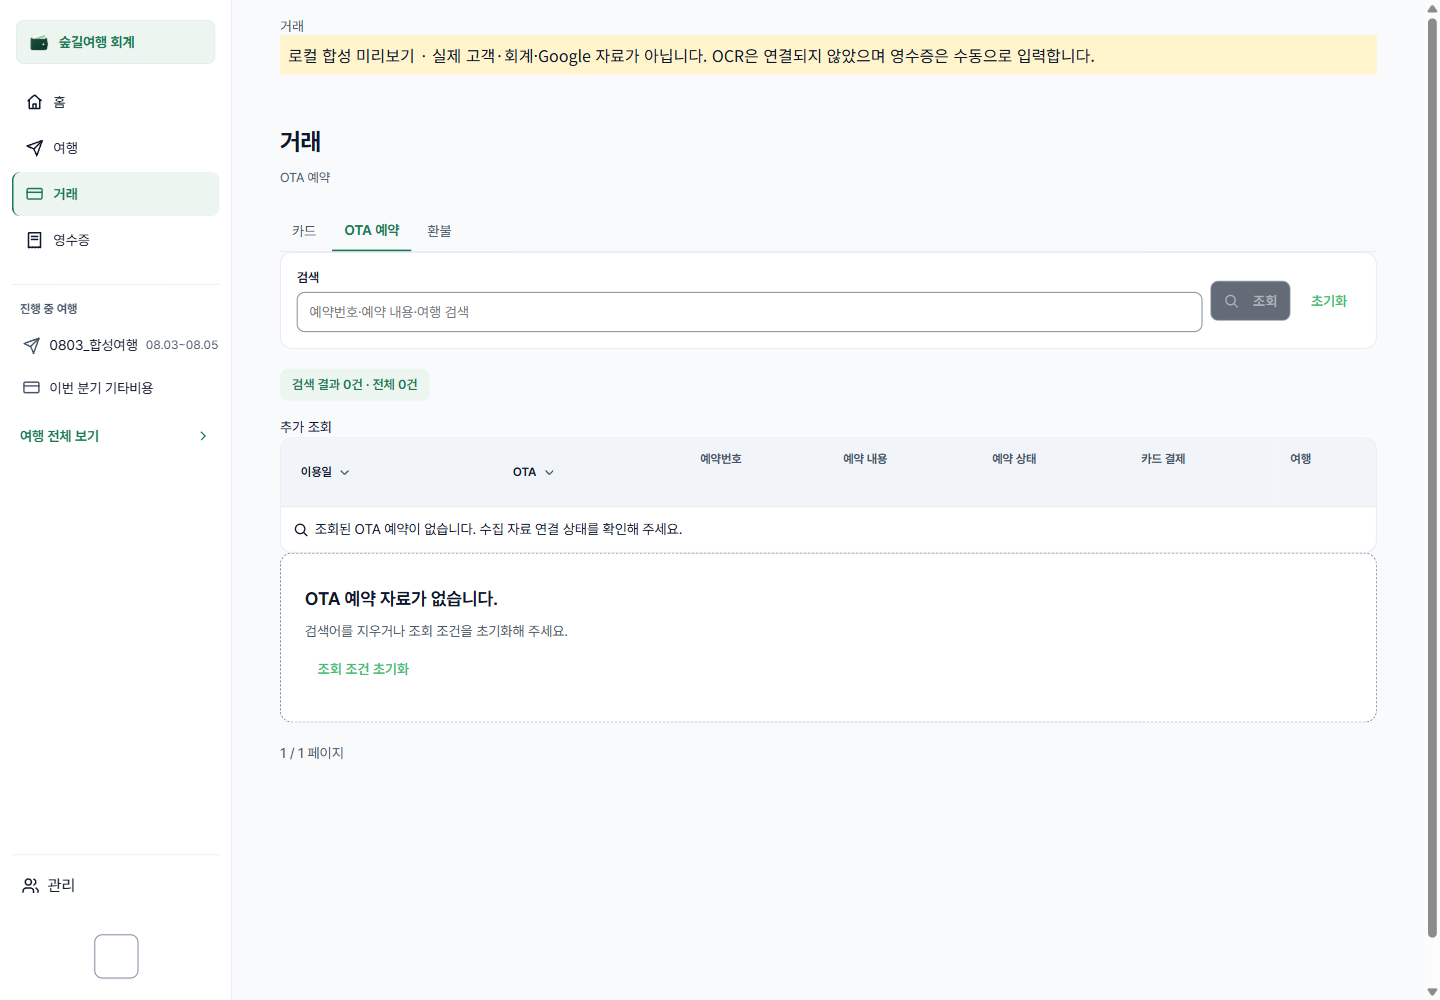 숲길여행 회계
홈
여행
거래
영수증
진행 중 여행
0803_합성여행 08.03~08.05
이번 분기 기타비용
여행 전체 보기
관리
거래
로컬 합성 미리보기 · 실제 고객·회계·Google 자료가 아닙니다. OCR은 연결되지 않았으며 영수증은 수동으로 입력합니다.
거래
OTA 예약
카드 OTA 예약 환불
검색
예약번호·예약 내용·여행 검색
조회 초기화
검색 결과 0건 · 전체 0건
추가 조회
이용일 OTA 예약번호 예약 내용 예약 상태 카드 결제 여행
조회된 OTA 예약이 없습니다. 수집 자료 연결 상태를 확인해 주세요.
OTA 예약 자료가 없습니다.
검색어를 지우거나 조회 조건을 초기화해 주세요.
조회 조건 초기화
1 / 1 페이지